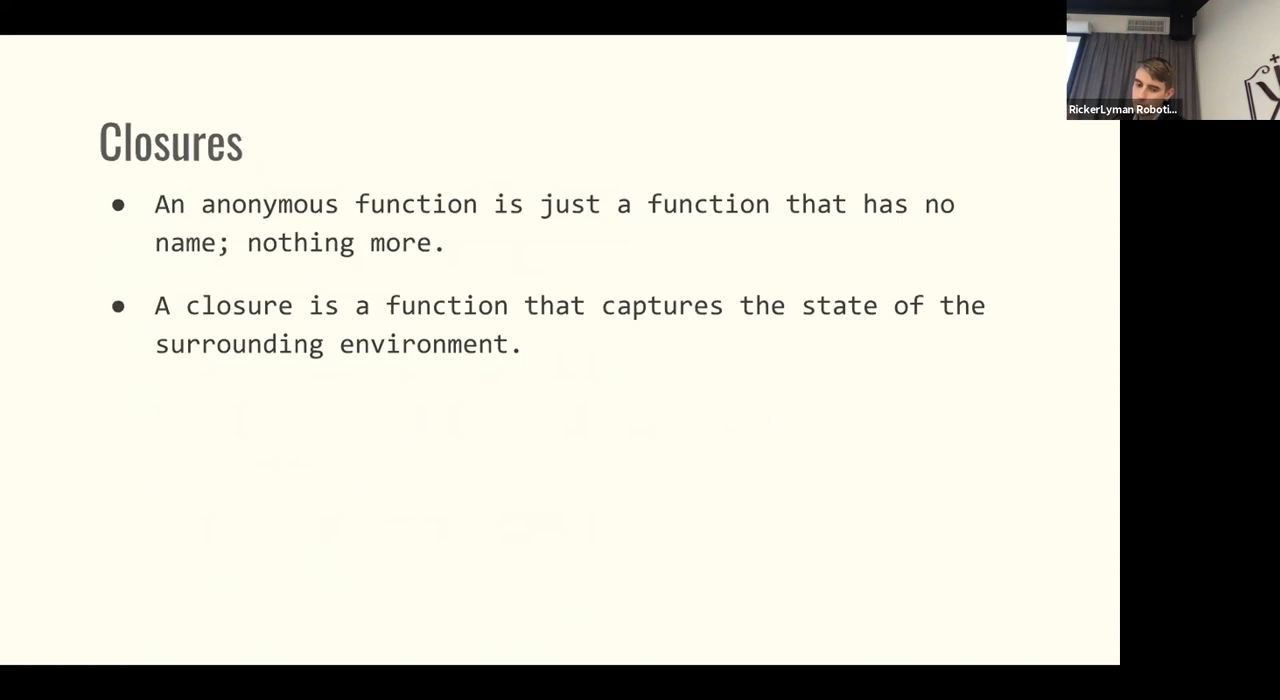 RickerLyman Roboti...
Closures
● An anonymous function is just a function that has no
name; nothing more.
● A closure is a function that captures the state of the
surrounding environment.